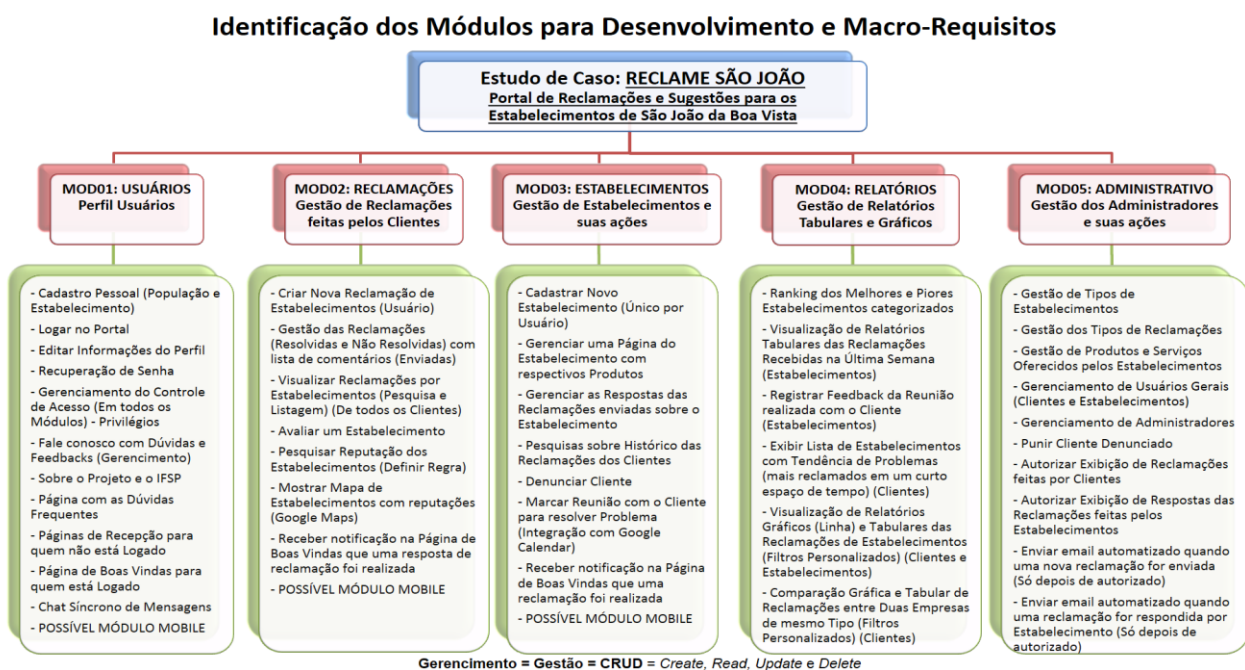 Identificação dos Módulos para Desenvolvimento e Macro-Requisitos
Estudo de Caso: RECLAME SÃO JOÃO
Portal de Reclamações e Sugestões para os
Estabelecimentos de São João da Boa Vista
MOD01: USUÁRIOS
Perfil Usuários
MOD02: RECLAMAÇÕES
Gestão de Reclamações
feitas pelos Clientes
MOD03: ESTABELECIMENTOS
Gestão de Estabelecimentos e
suas ações
MOD04: RELATÓRIOS
Gestão de Relatórios
Tabulares e Gráficos
MOD05: ADMINISTRATIVO
Gestão dos Administradores
e suas ações
- Cadastro Pessoal (População e
Estabelecimento)
- Logar no Portal
- Editar Informações do Perfil
- Recuperação de Senha
- Gerenciamento do Controle
de Acesso (Em todos os
Módulos) - Privilégios
- Fale conosco com Dúvidas e
Feedbacks (Gerencimento)
- Sobre o Projeto e o IFSP
- Página com as Dúvidas
Frequentes
- Páginas de Recepção para
quem não está Logado
- Página de Boas Vindas para
quem está Logado
- Chat Síncrono de Mensagens
- POSSÍVEL MÓDULO MOBILE
- Criar Nova Reclamação de
Estabelecimentos (Usuário)
- Gestão das Reclamações
(Resolvidas e Não Resolvidas) com
lista de comentários (Enviadas)
- Visualizar Reclamações por
Estabelecimentos (Pesquisa e
Listagem) (De todos os Clientes)
- Avaliar um Estabelecimento
- Pesquisar Reputação dos
Estabelecimentos (Definir Regra)
- Mostrar Mapa de
Estabelecimentos com reputações
(Google Maps)
- Receber notificação na Página de
Boas Vindas que uma resposta de
reclamação foi realizada
- POSSÍVEL MÓDULO MOBILE
- Cadastrar Novo
Estabelecimento (Único por
Usuário)
- Gerenciar uma Página do
Estabelecimento com
respectivos Produtos
- Gerenciar as Respostas das
Reclamações enviadas sobre o
Estabelecimento
- Pesquisas sobre Histórico das
Reclamações dos Clientes
- Denunciar Cliente
- Marcar Reunião com o Cliente
para resolver Problema
(Integração com Google
Calendar)
- Receber notificação na Página
de Boas Vindas que uma
reclamação foi realizada
- POSSÍVEL MÓDULO MOBILE
- Ranking dos Melhores e Piores
Estabelecimentos categorizados
- Visualização de Relatórios
Tabulares das Reclamações
Recebidas na Última Semana
(Estabelecimentos)
- Registrar Feedback da Reunião
realizada com o Cliente
(Estabelecimentos)
- Exibir Lista de Estabelecimentos
com Tendência de Problemas
(mais reclamados em um curto
espaço de tempo) (Clientes)
- Visualização de Relatórios
Gráficos (Linha) e Tabulares das
Reclamações de Estabelecimentos
(Filtros Personalizados) (Clientes e
Estabelecimentos)
- Comparação Gráfica e Tabular de
Reclamações entre Duas Empresas
de mesmo Tipo (Filtros
Personalizados) (Clientes)
- Gestão de Tipos de
Estabelecimentos
- Gestão dos Tipos de Reclamações
- Gestão de Produtos e Serviços
Oferecidos pelos Estabelecimentos
- Gerenciamento de Usuários Gerais
(Clientes e Estabelecimentos)
- Gerenciamento de Administradores
- Punir Cliente Denunciado
- Autorizar Exibição de Reclamações
feitas por Clientes
- Autorizar Exibição de Respostas das
Reclamações feitas pelos
Estabelecimentos
- Enviar email automatizado quando
uma nova reclamação for enviada
(Só depois de autorizado)
- Enviar email automatizado quando
uma reclamação for respondida por
Estabelecimento (Só depois de
autorizado)
Gerencimento = Gestão = CRUD = Create, Read, Update e Delete